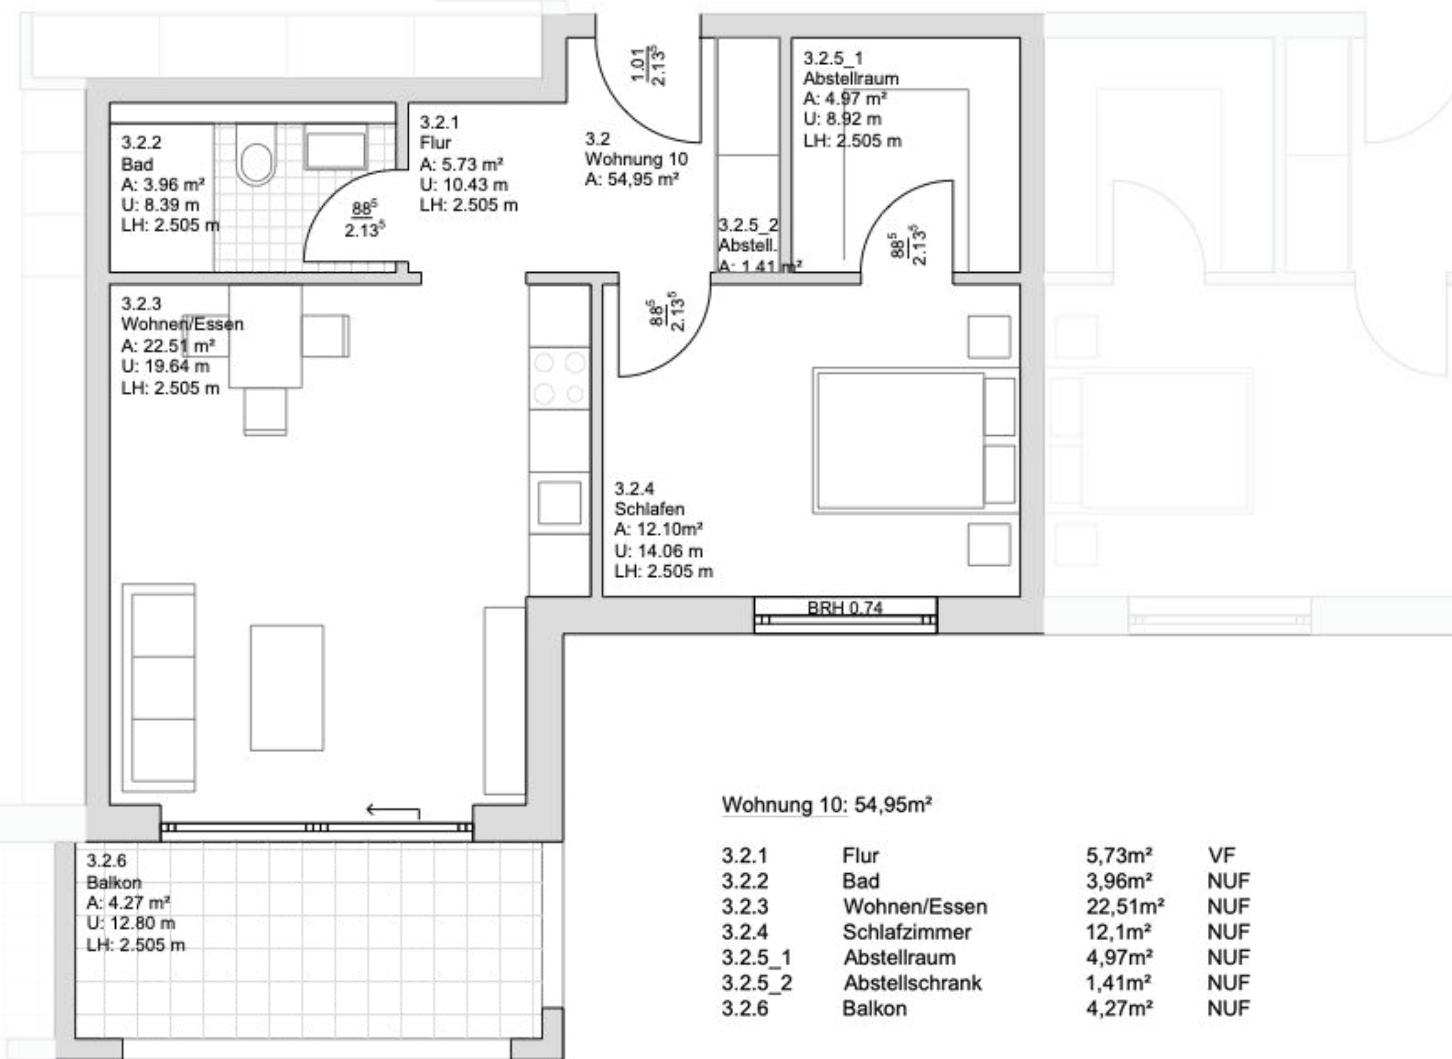 3.2.2
Bad
A: 3.96 m²
U: 8.39 m
LH: 2.505 m
88⁵
2.13⁵
3.2.1
Flur
A: 5.73 m²
U: 10.43 m
LH: 2.505 m
3.2
Wohnung 10
A: 54,95 m²
1.01
2.13⁵
3.2.5_2
Abstell.
A: 1.41 m²
3.2.5_1
Abstellraum
A: 4.97 m²
U: 8.92 m
LH: 2.505 m
88⁵
2.13⁵
88⁵
2.13⁵
3.2.3
Wohnen/Essen
A: 22.51 m²
U: 19.64 m
LH: 2.505 m
3.2.4
Schlafen
A: 12.10m²
U: 14.06 m
LH: 2.505 m
BRH 0.74
3.2.6
Balkon
A: 4.27 m²
U: 12.80 m
LH: 2.505 m
Wohnung 10: 54,95m²
3.2.1 Flur 5,73m² VF
3.2.2 Bad 3,96m² NUF
3.2.3 Wohnen/Essen 22,51m² NUF
3.2.4 Schlafzimmer 12,1m² NUF
3.2.5_1 Abstellraum 4,97m² NUF
3.2.5_2 Abstellschrank 1,41m² NUF
3.2.6 Balkon 4,27m² NUF